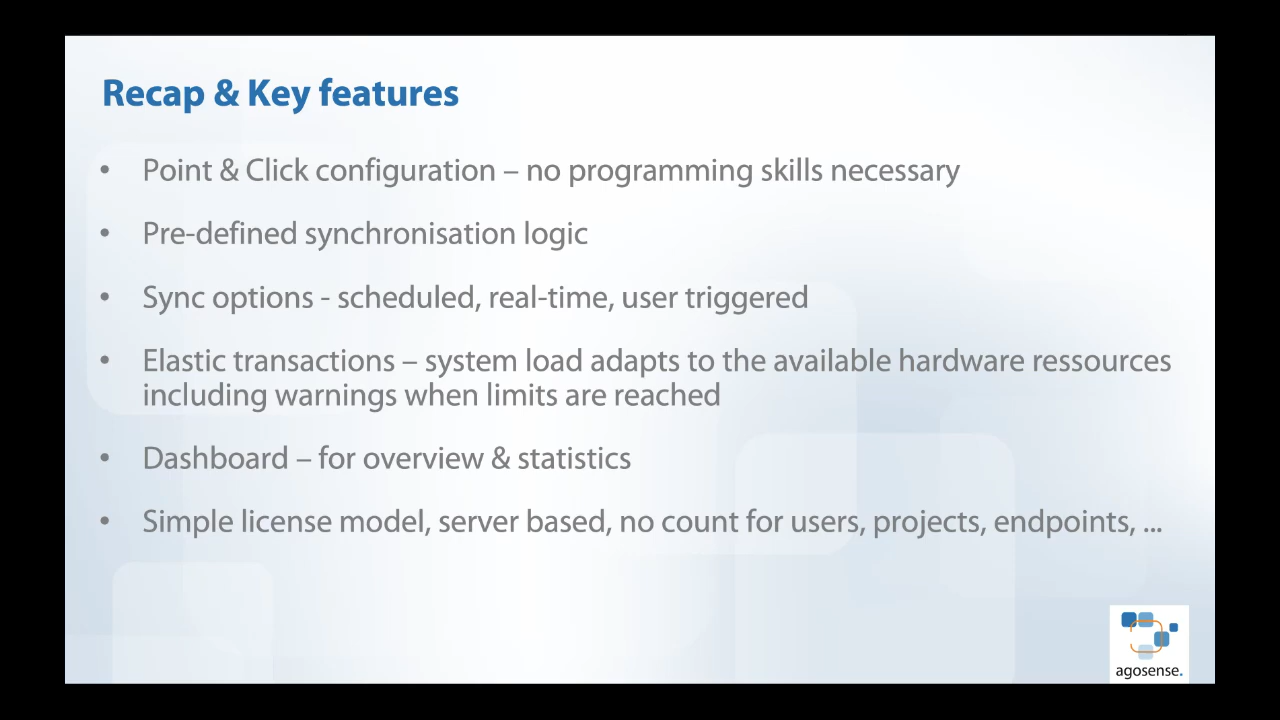 Recap & Key features
• Point & Click configuration – no programming skills necessary
• Pre-defined synchronisation logic
• Sync options - scheduled, real-time, user triggered
• Elastic transactions – system load adapts to the available hardware ressources
including warnings when limits are reached
• Dashboard – for overview & statistics
• Simple license model, server based, no count for users, projects, endpoints, ...
agosense.